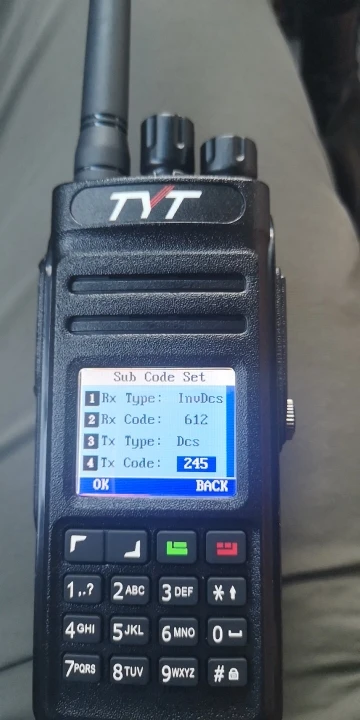 TYT
Sub Code Set
1 Rx Type: InvDcs
2 Rx Code: 612
3 Tx Type: Dcs
4 Tx Code: 245
OK BACK
1,.? 2ABC 3DEF *
4GHI 5JKL 6MNO 0
7PQRS 8TUV 9WXYZ #